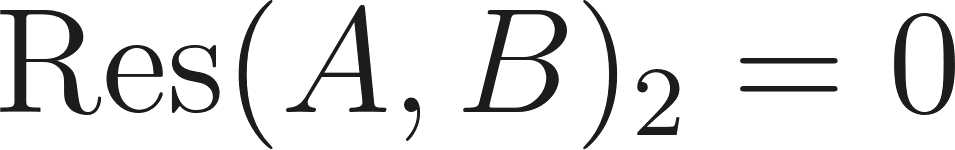 Res(A, B)₂ = 0